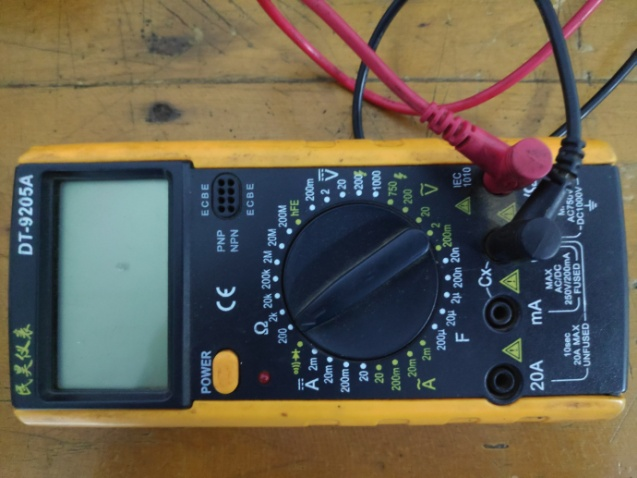 DT-9205A
民昊仪表
POWER
CE
PNP
NPN
E C B E
E C B E
hFE
200M
20M
2M
200k
20k
2k
200
Ω
A
2m
20m
200m
20
20
200m
20m
2m
A
200m
2
20
200
1000
V
750
200
20
2
200m
V
20n
200n
2µ
20µ
200µ
F
Cx
IEC
1010
AC750V
DC1000V
MAX
AC/DC
250V/200mA
FUSED
mA
10sec
20A MAX
UNFUSED
20A